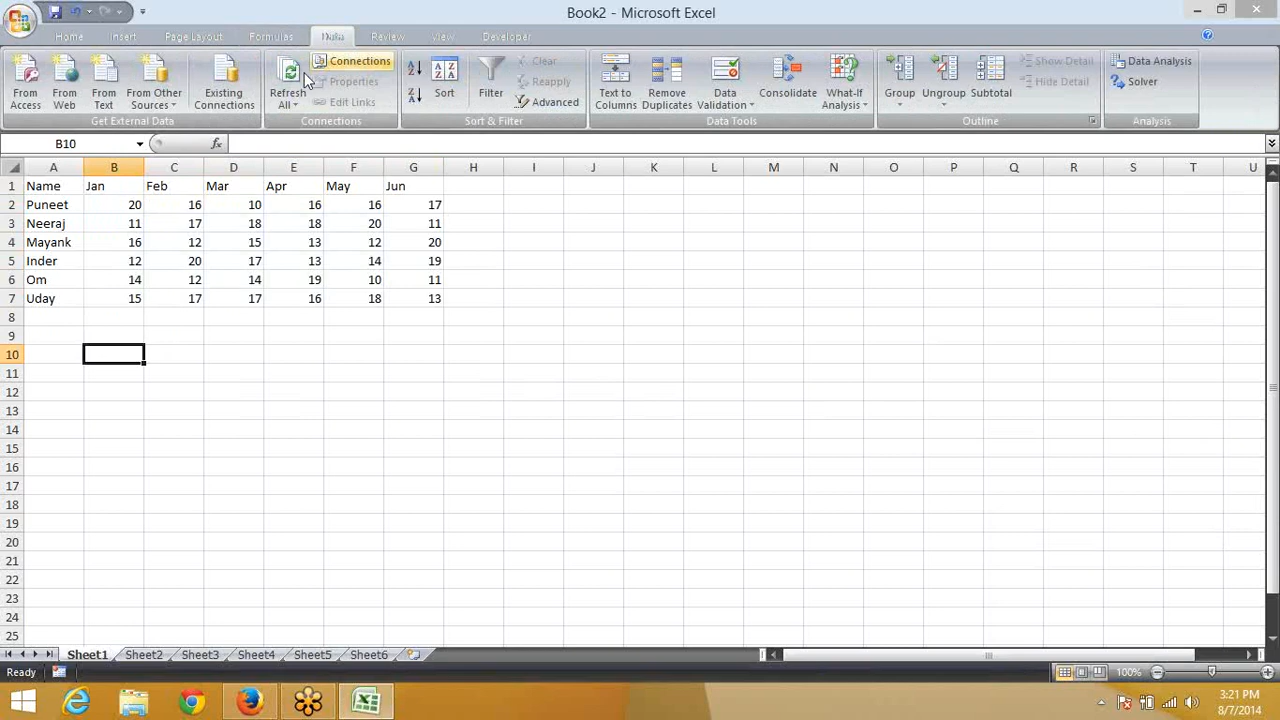 Book2 - Microsoft Excel
Home Insert Page Layout Formulas Data Review View Developer
From Access
From Web
From Text
From Other Sources
Existing Connections
Get External Data
Refresh All
Connections
Properties
Edit Links
Connections
Sort
Filter
Clear
Reapply
Advanced
Sort & Filter
Text to Columns
Remove Duplicates
Data Validation
Consolidate
What-If Analysis
Data Tools
Group
Ungroup
Subtotal
Show Detail
Hide Detail
Outline
Data Analysis
Solver
Analysis
B10 fx
A B C D E F G H I J K L M N O P Q R S T U
1 Name Jan Feb Mar Apr May Jun
2 Puneet 20 16 10 16 16 17
3 Neeraj 11 17 18 18 20 11
4 Mayank 16 12 15 13 12 20
5 Inder 12 20 17 13 14 19
6 Om 14 12 14 19 10 11
7 Uday 15 17 17 16 18 13
8
9
10
11
12
13
14
15
16
17
18
19
20
21
22
23
24
25
Sheet1 Sheet2 Sheet3 Sheet4 Sheet5 Sheet6
Ready 100%
3:21 PM
8/7/2014